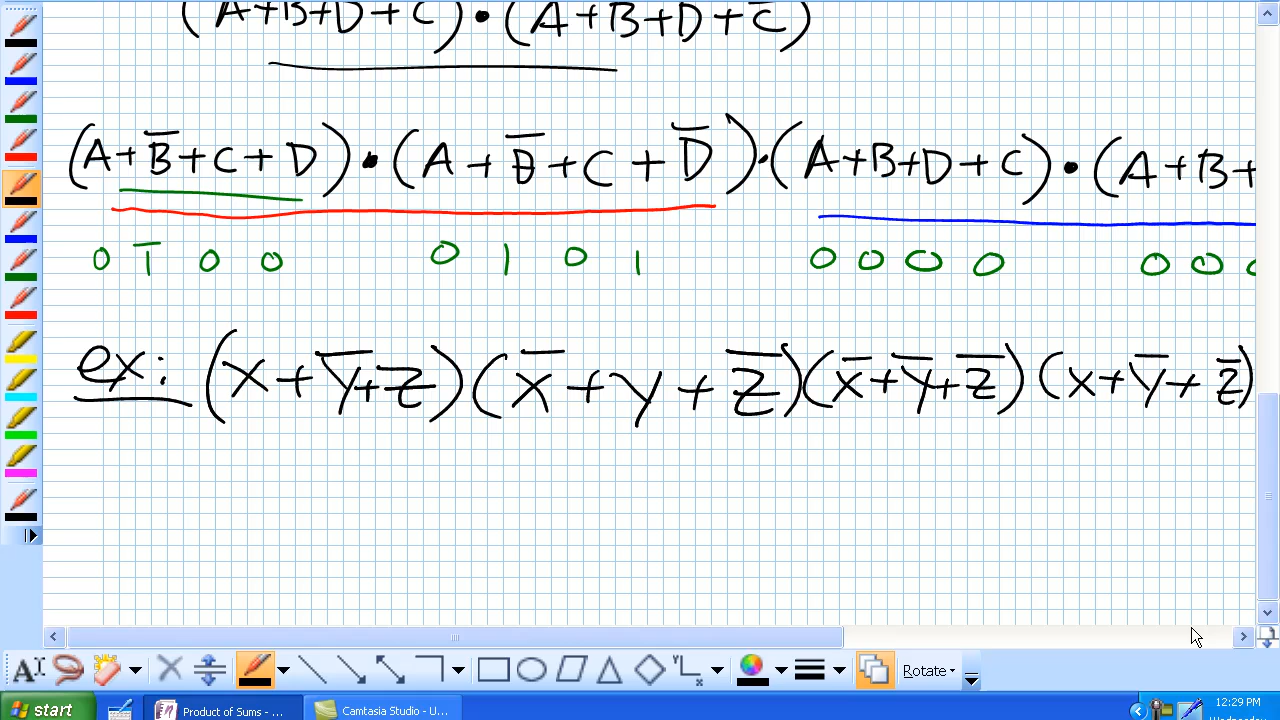 (A+B+D+C)•(A+B+D+C̅)
(A+B̅+C+D)•(A+B̅+C+D̅)•(A+B+D+C)•(A+B+
0 1̅ 0 0 0 1 0 1 0 0 0 0 0 0 0
ex: (X+Y̅+Z̅)(X̅+Y+Z̅)(X̅+Y̅+Z̅)(X+Y̅+Z̅)
Rotate
start
Product of Sums - ...
Camtasia Studio - U...
12:29 PM